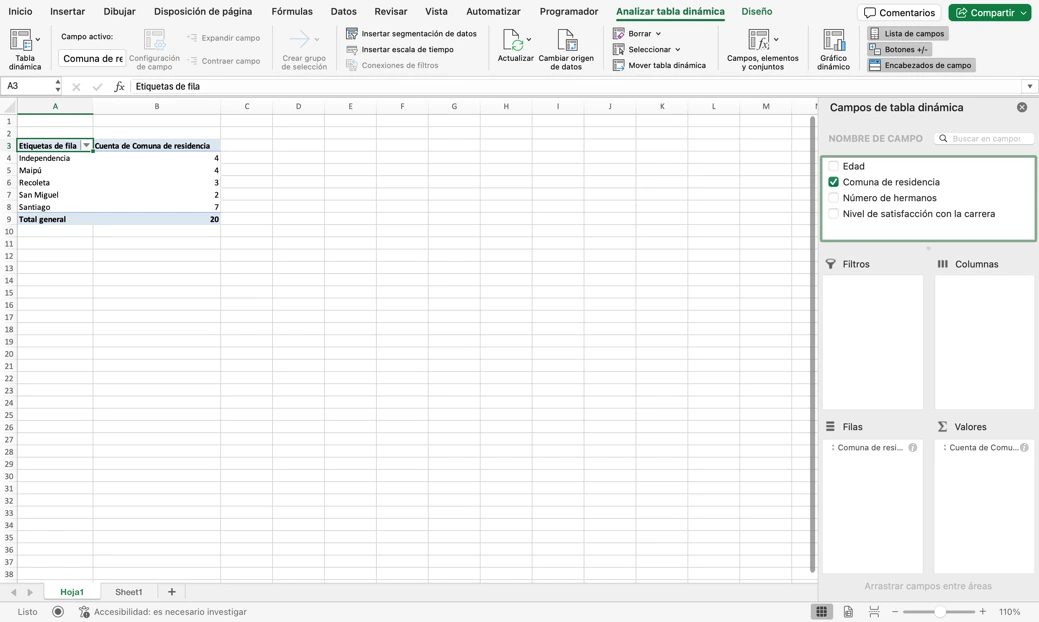 Inicio Insertar Dibujar Disposición de página Fórmulas Datos Revisar Vista Automatizar Programador Analizar tabla dinámica Diseño Comentarios Compartir
Tabla dinámica
Campo activo:
Comuna de re
Configuración de campo
Expandir campo
Contraer campo
Crear grupo de selección
Insertar segmentación de datos
Insertar escala de tiempo
Conexiones de filtros
Actualizar
Cambiar origen de datos
Borrar
Seleccionar
Mover tabla dinámica
Campos, elementos y conjuntos
Gráfico dinámico
Lista de campos
Botones +/-
Encabezados de campo
A3 fx Etiquetas de fila
A B C D E F G H I J K L M
1
2
3 Etiquetas de fila Cuenta de Comuna de residencia
4 Independencia 4
5 Maipú 4
6 Recoleta 3
7 San Miguel 2
8 Santiago 7
9 Total general 20
10
11
12
13
14
15
16
17
18
19
20
21
22
23
24
25
26
27
28
29
30
31
32
33
34
35
36
37
38
Campos de tabla dinámica
NOMBRE DE CAMPO Buscar en campos
Edad
Comuna de residencia
Número de hermanos
Nivel de satisfacción con la carrera
Filtros Columnas
Filas Σ Valores
Comuna de resi... Cuenta de Comu...
Arrastrar campos entre áreas
Hoja1 Sheet1 +
Listo Accesibilidad: es necesario investigar 110%